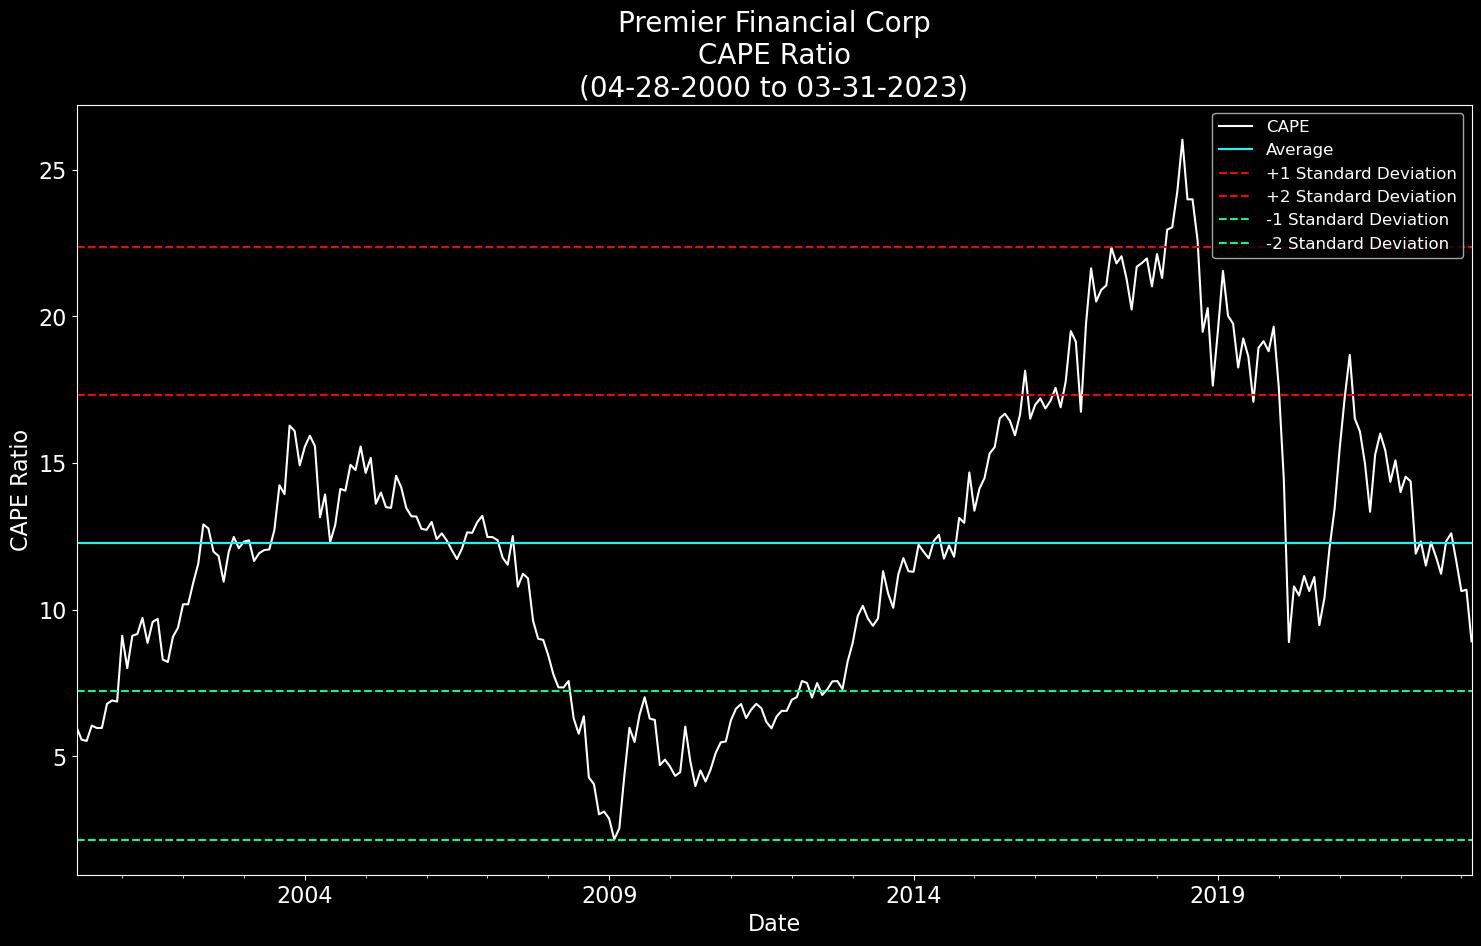 Premier Financial Corp
CAPE Ratio
(04-28-2000 to 03-31-2023)
CAPE
Average
+1 Standard Deviation
+2 Standard Deviation
-1 Standard Deviation
-2 Standard Deviation
CAPE Ratio
25
20
15
10
5
2004
2009
2014
2019
Date